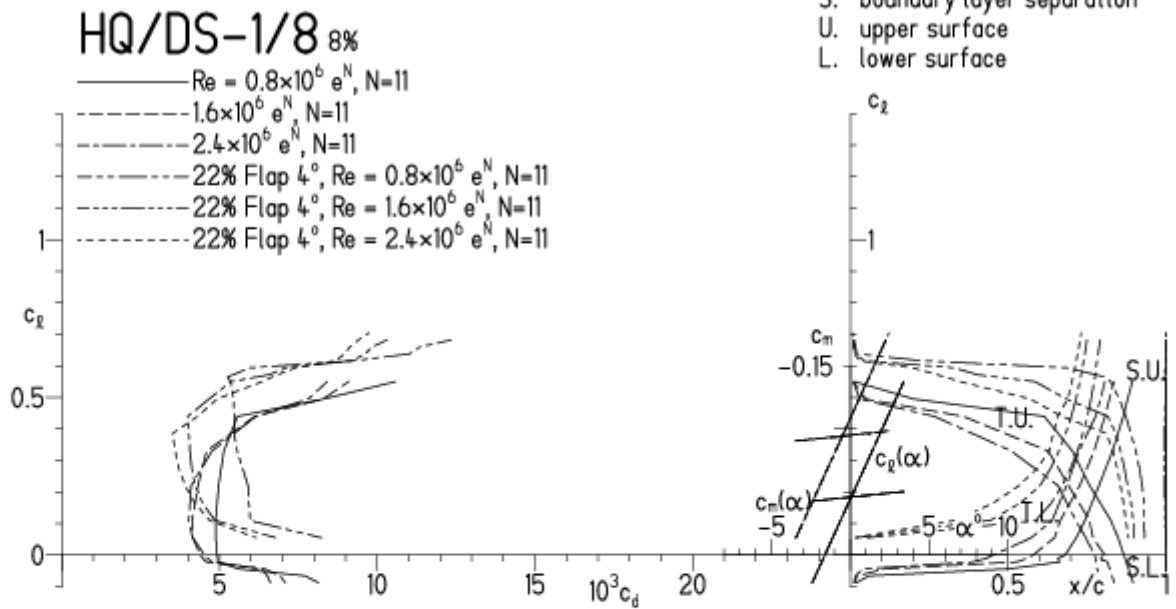 S. boundary layer separation
U. upper surface
L. lower surface
HQ/DS-1/8 8%
Re = 0.8×10⁶ eᴺ, N=11
1.6×10⁶ eᴺ, N=11
2.4×10⁶ eᴺ, N=11
22% Flap 4°, Re = 0.8×10⁶ eᴺ, N=11
22% Flap 4°, Re = 1.6×10⁶ eᴺ, N=11
22% Flap 4°, Re = 2.4×10⁶ eᴺ, N=11
1
cℓ
0.5
0
5
10
15
20
10³c_d
cℓ
1
c_m
-0.15
S.U.
T.U.
cℓ(α)
c_m(α)
-5
5
α°
10
T.L.
S.L.
0.5
x/c
1